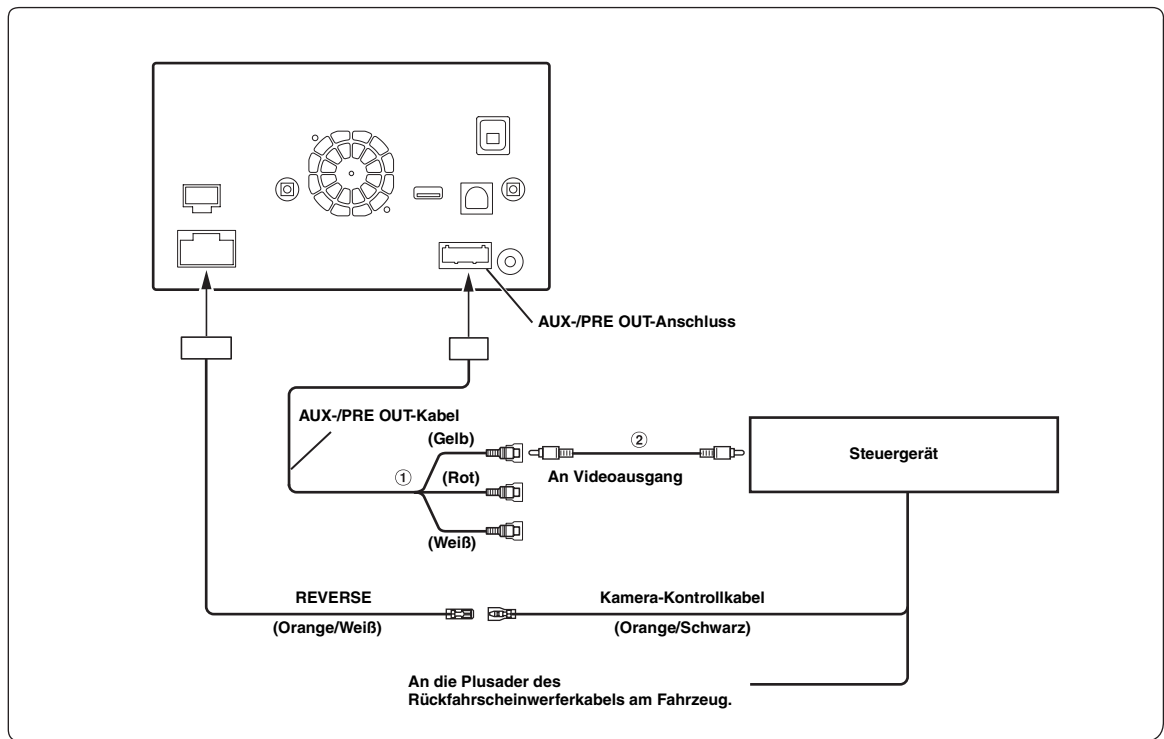 AUX-/PRE OUT-Anschluss
AUX-/PRE OUT-Kabel
(Gelb)
②
Steuergerät
①
(Rot)
An Videoausgang
(Weiß)
REVERSE
(Orange/Weiß)
Kamera-Kontrollkabel
(Orange/Schwarz)
An die Plusader des
Rückfahrscheinwerferkabels am Fahrzeug.